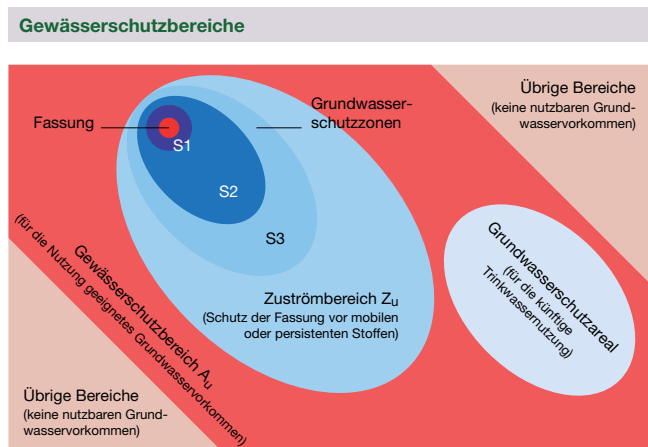 Gewässerschutzbereiche
Übrige Bereiche
(keine nutzbaren Grund-
wasservorkommen)
Grundwasser-
schutzzonen
Fassung
S1
S2
S3
Gewässerschutzbereich Au
(für die Nutzung geeignetes Grundwasservorkommen)
Zuströmbereich Zu
(Schutz der Fassung vor mobilen
oder persistenten Stoffen)
Grundwasserschutzareal
(für die künftige
Trinkwassernutzung)
Übrige Bereiche
(keine nutzbaren Grund-
wasservorkommen)